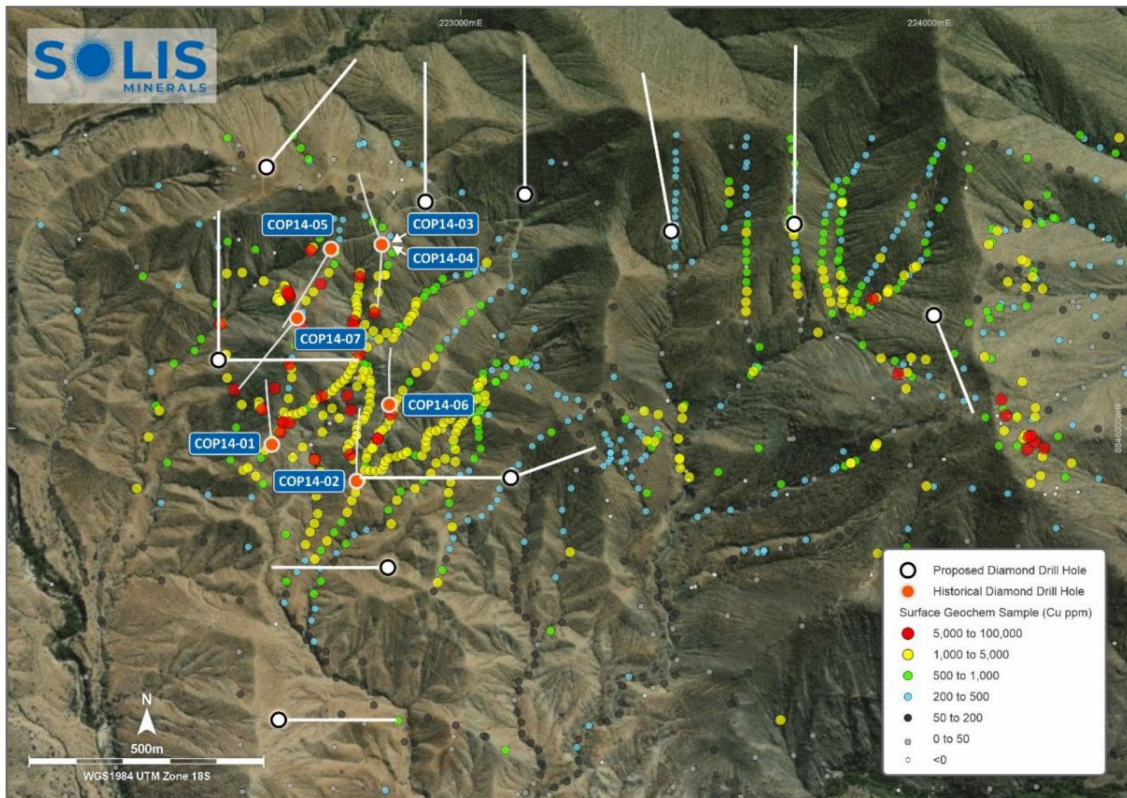 223000mE
224000mE
SOLIS
MINERALS
COP14-05
COP14-03
COP14-04
COP14-07
COP14-06
COP14-01
COP14-02
N
500m
WGS1984 UTM Zone 18S
Proposed Diamond Drill Hole
Historical Diamond Drill Hole
Surface Geochem Sample (Cu ppm)
5,000 to 100,000
1,000 to 5,000
500 to 1,000
200 to 500
50 to 200
0 to 50
<0